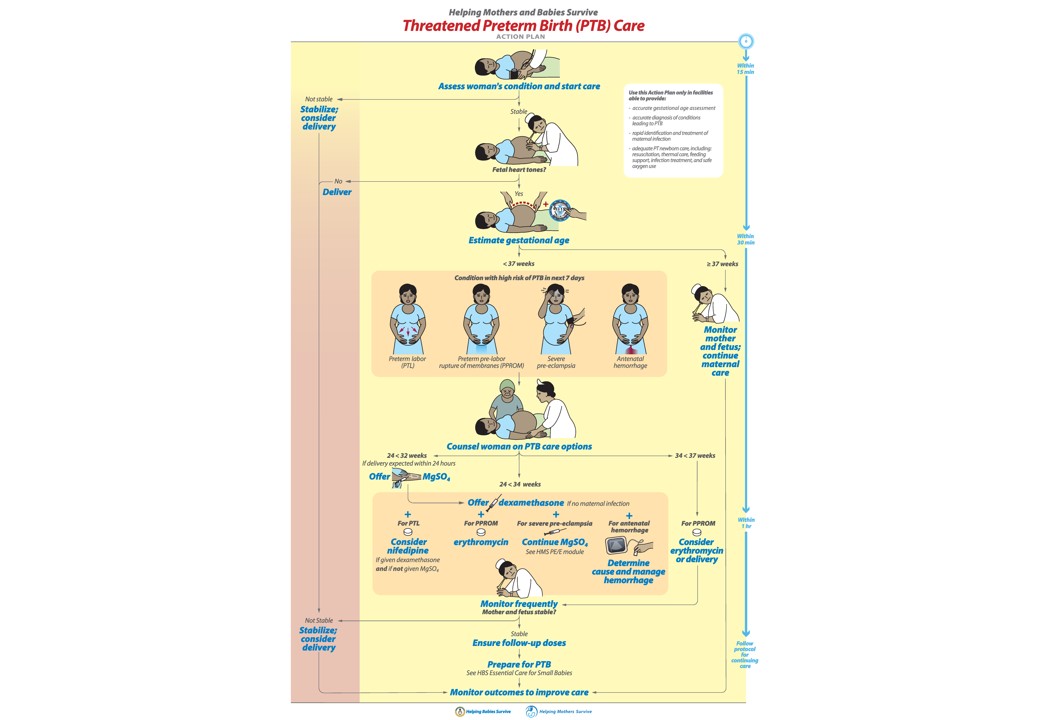 Helping Mothers and Babies Survive
Threatened Preterm Birth (PTB) Care
ACTION PLAN
Within
15 min
Assess woman's condition and start care
Use this Action Plan only in facilities
able to provide:
- accurate gestational age assessment
- accurate diagnosis of conditions
leading to PTB
- rapid identification and treatment of
maternal infection
- adequate PT newborn care, including:
resuscitation, thermal care, feeding
support, infection treatment, and safe
oxygen use
Not stable
Stabilize;
consider
delivery
Stable
Fetal heart tones?
No
Deliver
Yes
+
Within
30 min
Estimate gestational age
< 37 weeks
≥ 37 weeks
Condition with high risk of PTB in next 7 days
Preterm labor
(PTL)
Preterm pre-labor
rupture of membranes (PPROM)
Severe
pre-eclampsia
Antenatal
hemorrhage
Monitor
mother
and fetus;
continue
maternal
care
Counsel woman on PTB care options
24 < 32 weeks
If delivery expected within 24 hours
Offer MgSO₄
24 < 34 weeks
34 < 37 weeks
Offer dexamethasone If no maternal infection
+
For PTL
Consider
nifedipine
If given dexamethasone
and if not given MgSO₄
+
For PPROM
erythromycin
+
For severe pre-eclampsia
Continue MgSO₄
See HMS PE/E module
+
For antenatal
hemorrhage
Determine
cause and manage
hemorrhage
For PPROM
Consider
erythromycin
or delivery
Within
1 hr
Monitor frequently
Mother and fetus stable?
Not Stable
Stabilize;
consider
delivery
Stable
Ensure follow-up doses
Follow
protocol
for
continuing
care
Prepare for PTB
See HBS Essential Care for Small Babies
Monitor outcomes to improve care
Helping Babies Survive
Helping Mothers Survive